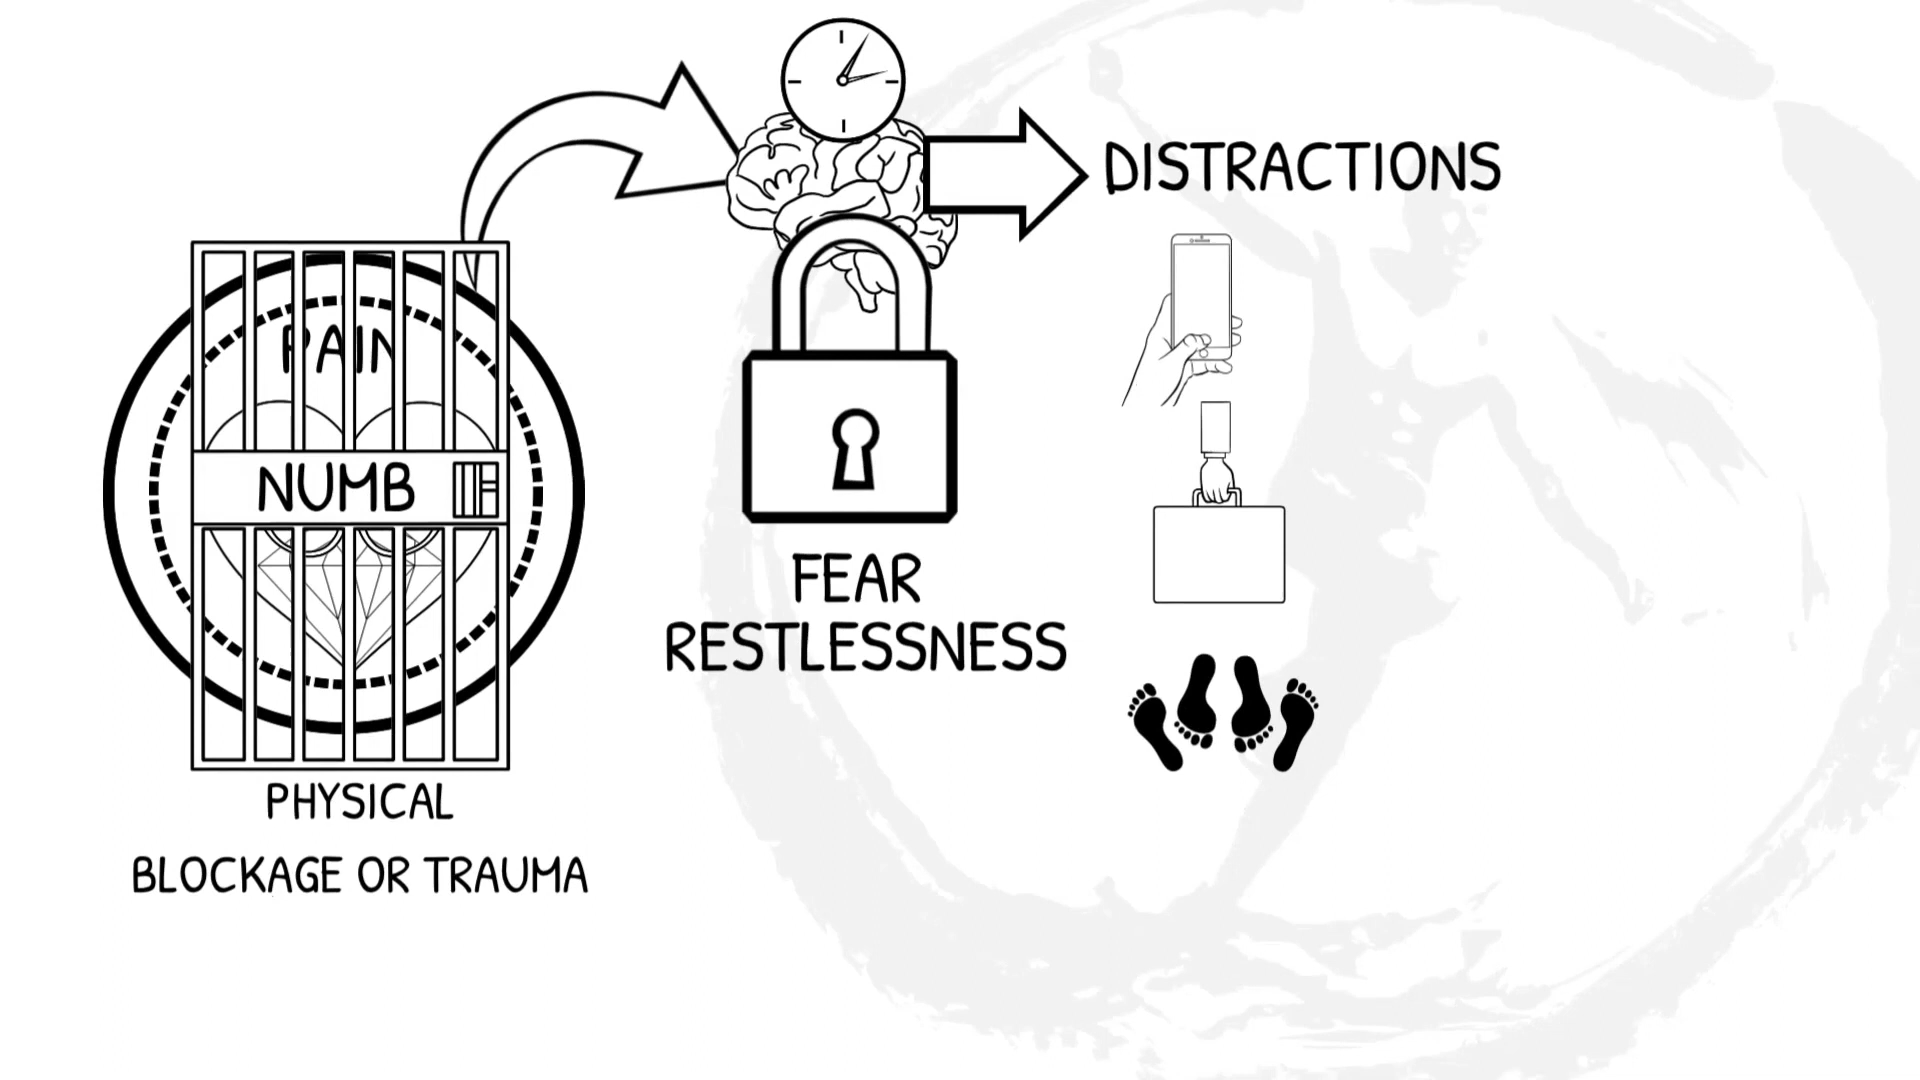 PAIN
NUMB
PHYSICAL
BLOCKAGE OR TRAUMA
FEAR
RESTLESSNESS
DISTRACTIONS